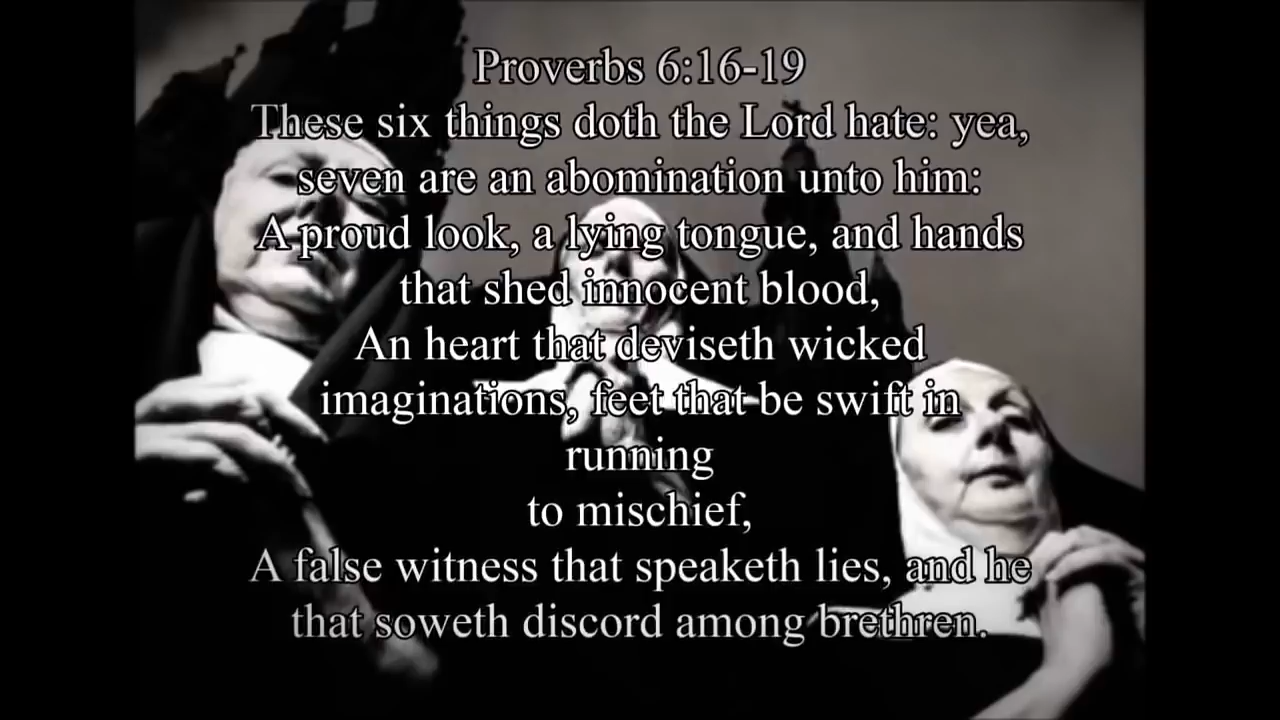 Proverbs 6:16-19
These six things doth the Lord hate: yea,
seven are an abomination unto him:
A proud look, a lying tongue, and hands
that shed innocent blood,
An heart that deviseth wicked
imaginations, feet that be swift in
running
to mischief,
A false witness that speaketh lies, and he
that soweth discord among brethren.